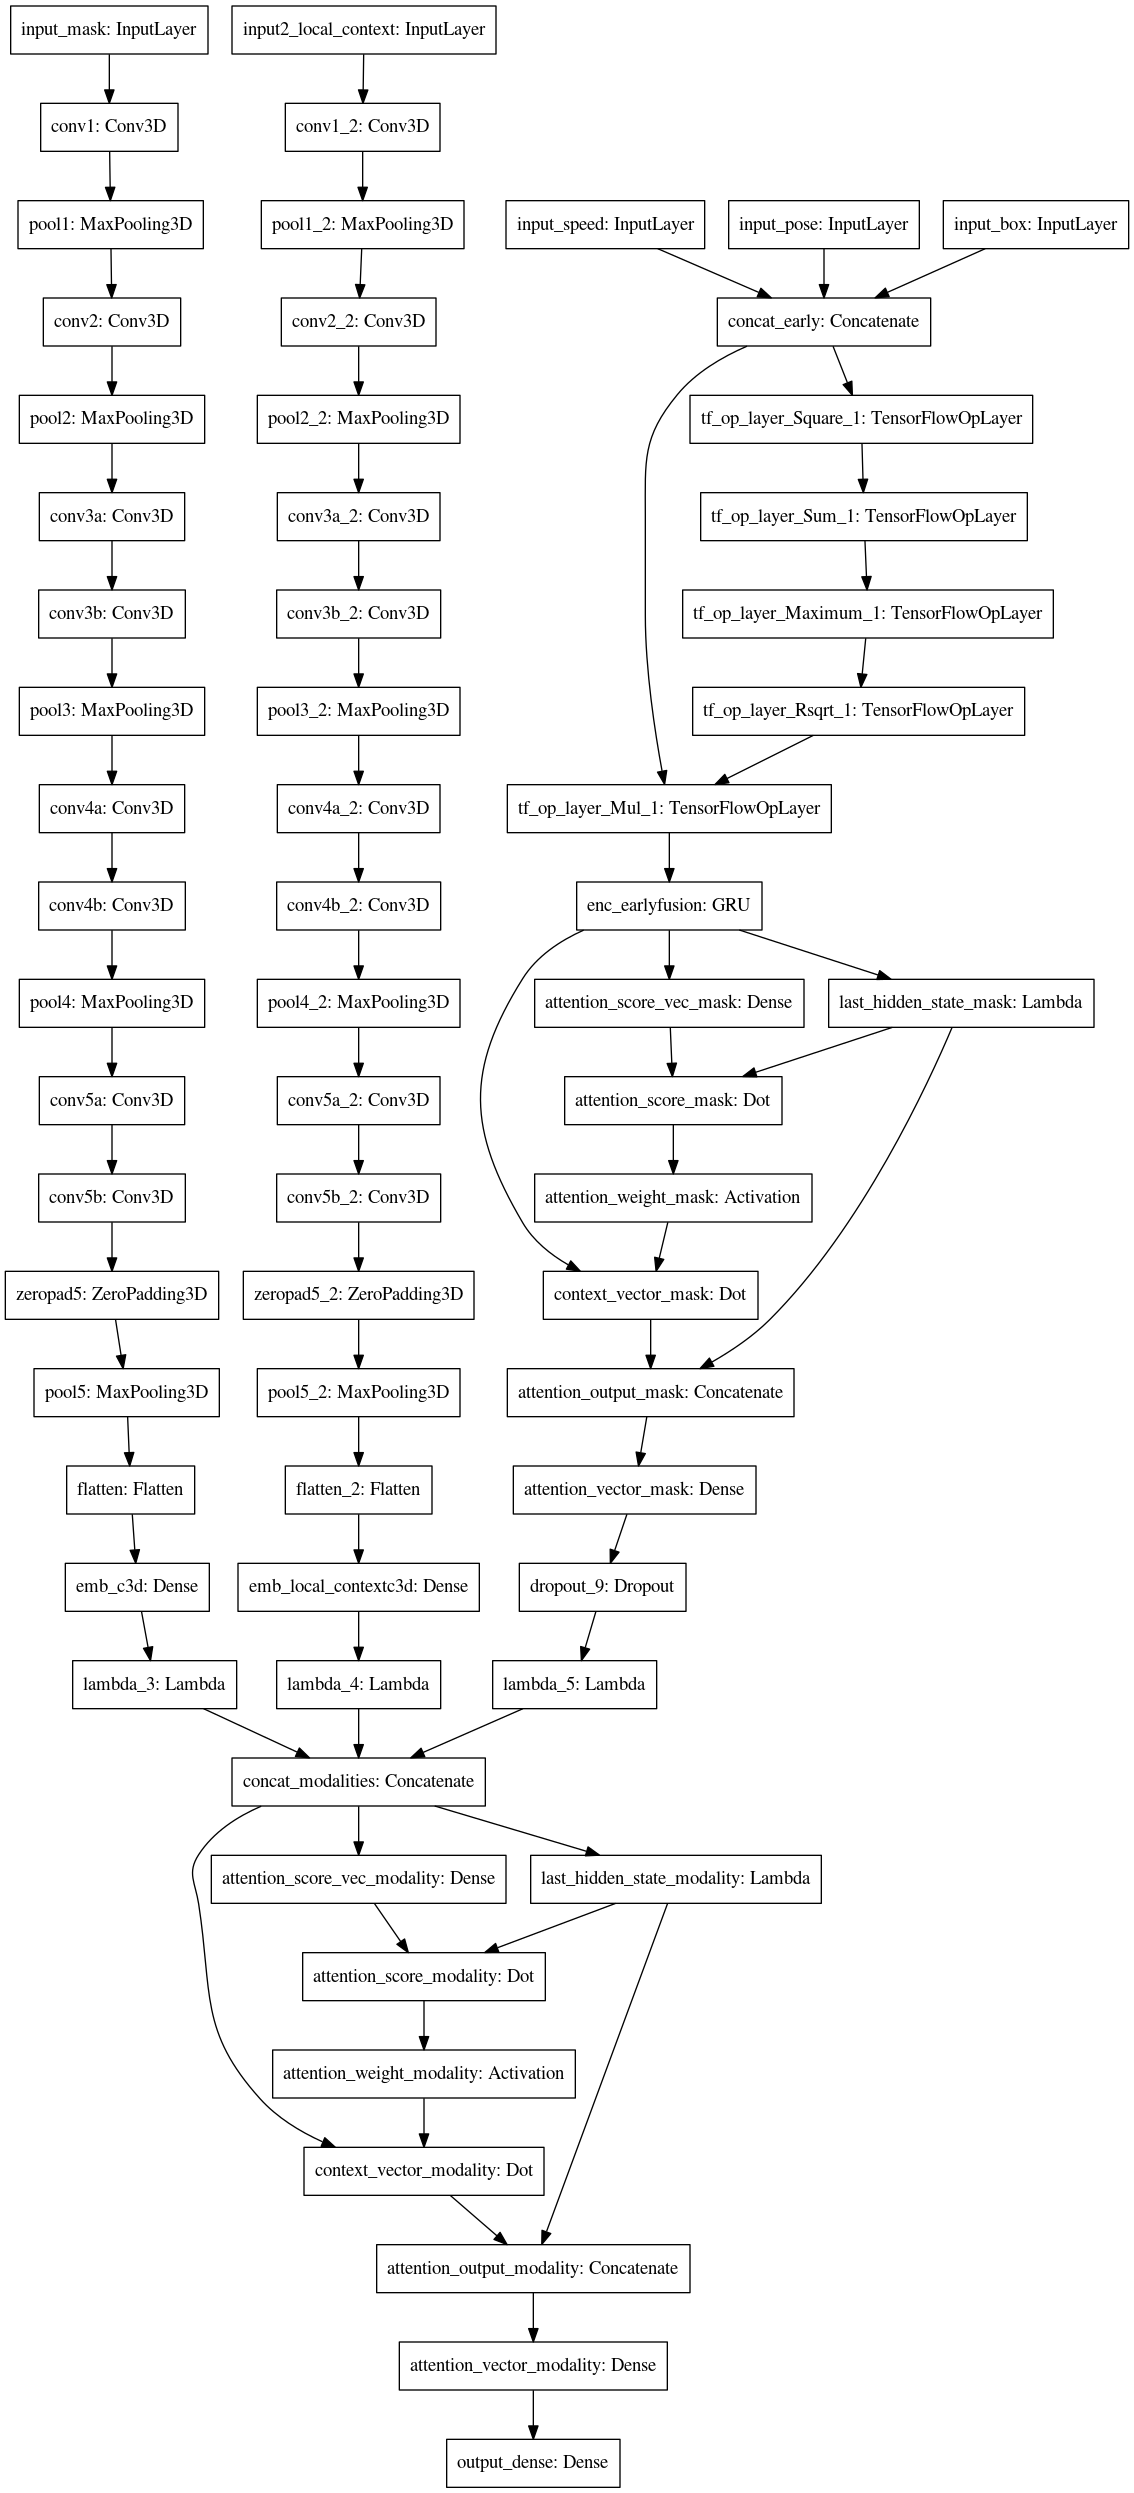 input_mask: InputLayer
input2_local_context: InputLayer
conv1: Conv3D
conv1_2: Conv3D
pool1: MaxPooling3D
pool1_2: MaxPooling3D
input_speed: InputLayer
input_pose: InputLayer
input_box: InputLayer
conv2: Conv3D
conv2_2: Conv3D
concat_early: Concatenate
pool2: MaxPooling3D
pool2_2: MaxPooling3D
tf_op_layer_Square_1: TensorFlowOpLayer
conv3a: Conv3D
conv3a_2: Conv3D
tf_op_layer_Sum_1: TensorFlowOpLayer
conv3b: Conv3D
conv3b_2: Conv3D
tf_op_layer_Maximum_1: TensorFlowOpLayer
pool3: MaxPooling3D
pool3_2: MaxPooling3D
tf_op_layer_Rsqrt_1: TensorFlowOpLayer
conv4a: Conv3D
conv4a_2: Conv3D
tf_op_layer_Mul_1: TensorFlowOpLayer
conv4b: Conv3D
conv4b_2: Conv3D
enc_earlyfusion: GRU
pool4: MaxPooling3D
pool4_2: MaxPooling3D
attention_score_vec_mask: Dense
last_hidden_state_mask: Lambda
conv5a: Conv3D
conv5a_2: Conv3D
attention_score_mask: Dot
conv5b: Conv3D
conv5b_2: Conv3D
attention_weight_mask: Activation
zeropad5: ZeroPadding3D
zeropad5_2: ZeroPadding3D
context_vector_mask: Dot
pool5: MaxPooling3D
pool5_2: MaxPooling3D
attention_output_mask: Concatenate
flatten: Flatten
flatten_2: Flatten
attention_vector_mask: Dense
emb_c3d: Dense
emb_local_contextc3d: Dense
dropout_9: Dropout
lambda_3: Lambda
lambda_4: Lambda
lambda_5: Lambda
concat_modalities: Concatenate
attention_score_vec_modality: Dense
last_hidden_state_modality: Lambda
attention_score_modality: Dot
attention_weight_modality: Activation
context_vector_modality: Dot
attention_output_modality: Concatenate
attention_vector_modality: Dense
output_dense: Dense